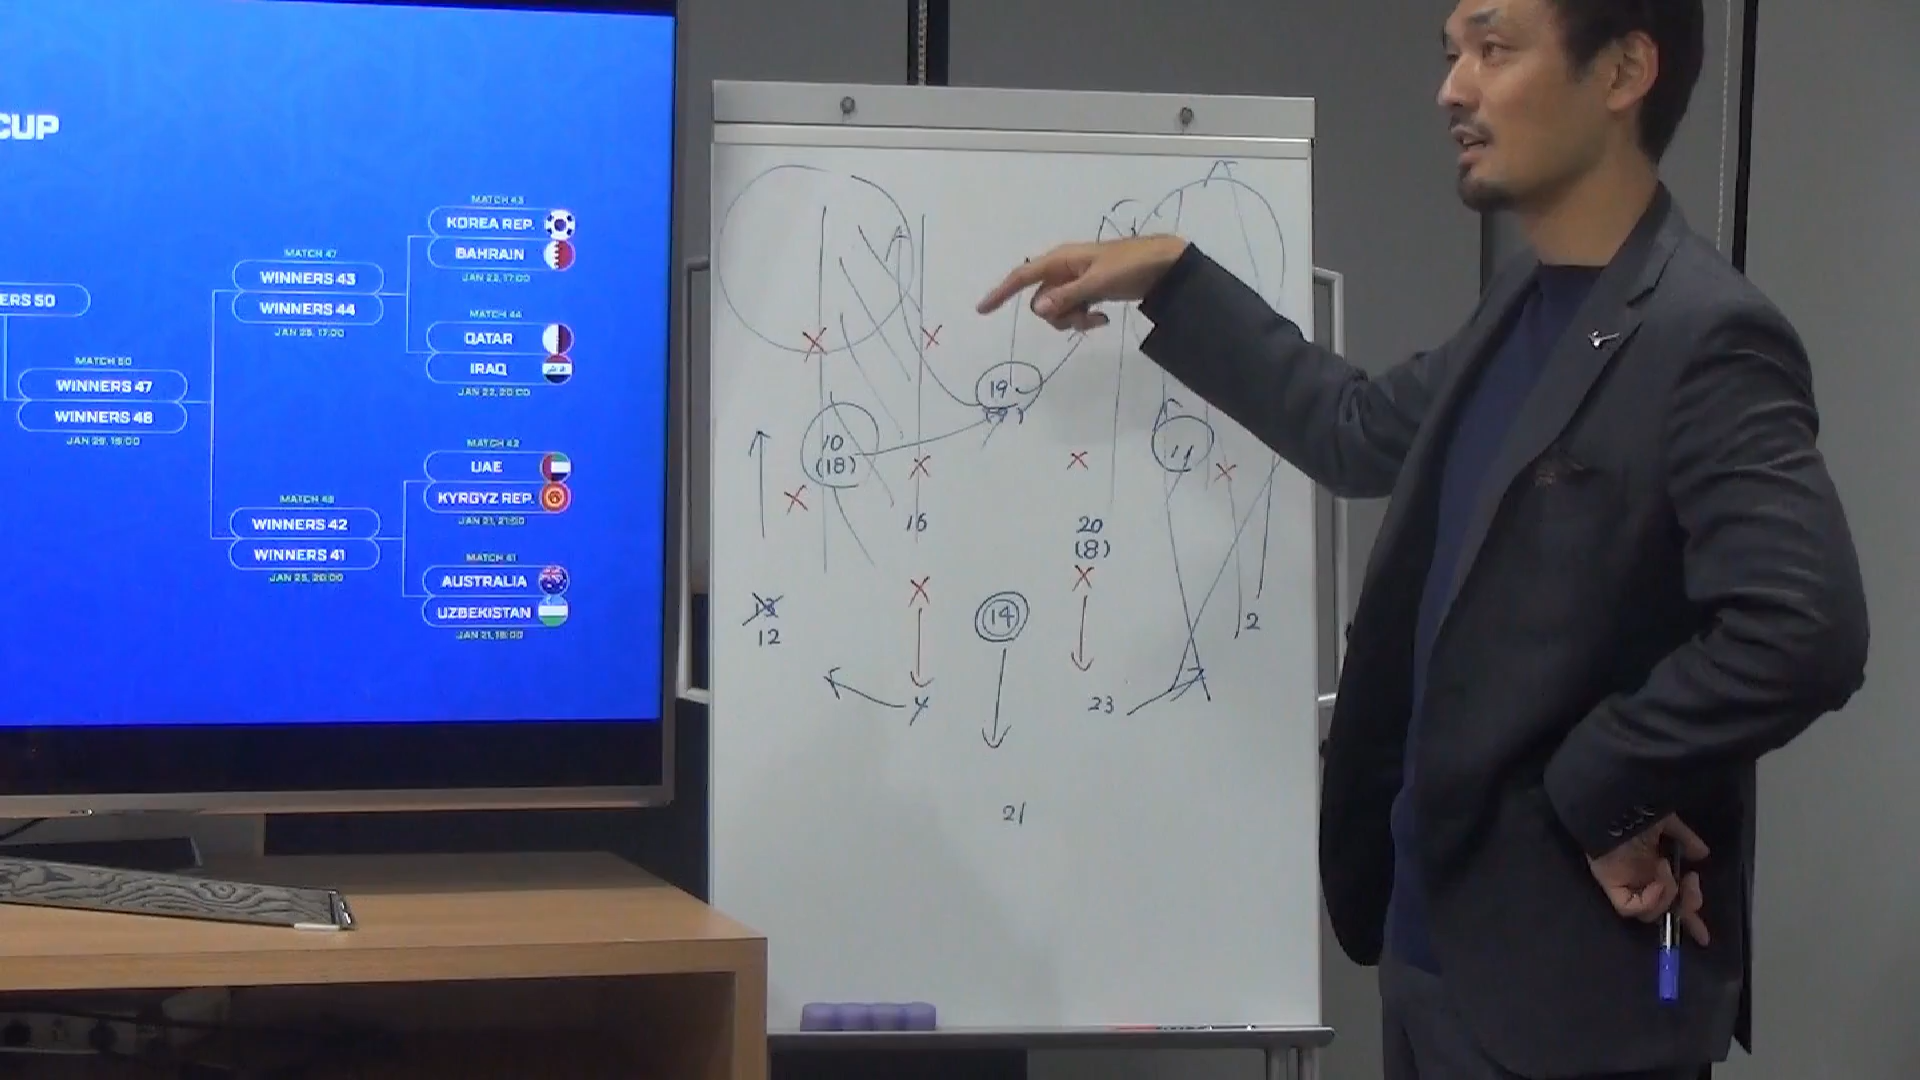 CUP
ERS 50
MATCH 50
WINNERS 47
WINNERS 48
MATCH 47
WINNERS 43
WINNERS 44
JAN 25, 17:00
MATCH 43
KOREA REP.
BAHRAIN
JAN 22, 17:00
MATCH 44
QATAR
IRAQ
JAN 22, 20:00
MATCH 48
WINNERS 42
WINNERS 41
JAN 25, 20:00
MATCH 42
UAE
KYRGYZ REP.
JAN 21, 21:00
MATCH 41
AUSTRALIA
UZBEKISTAN
JAN 21, 18:00
19
10
(18)
11
16
20
(8)
14
12
2
4
23
21